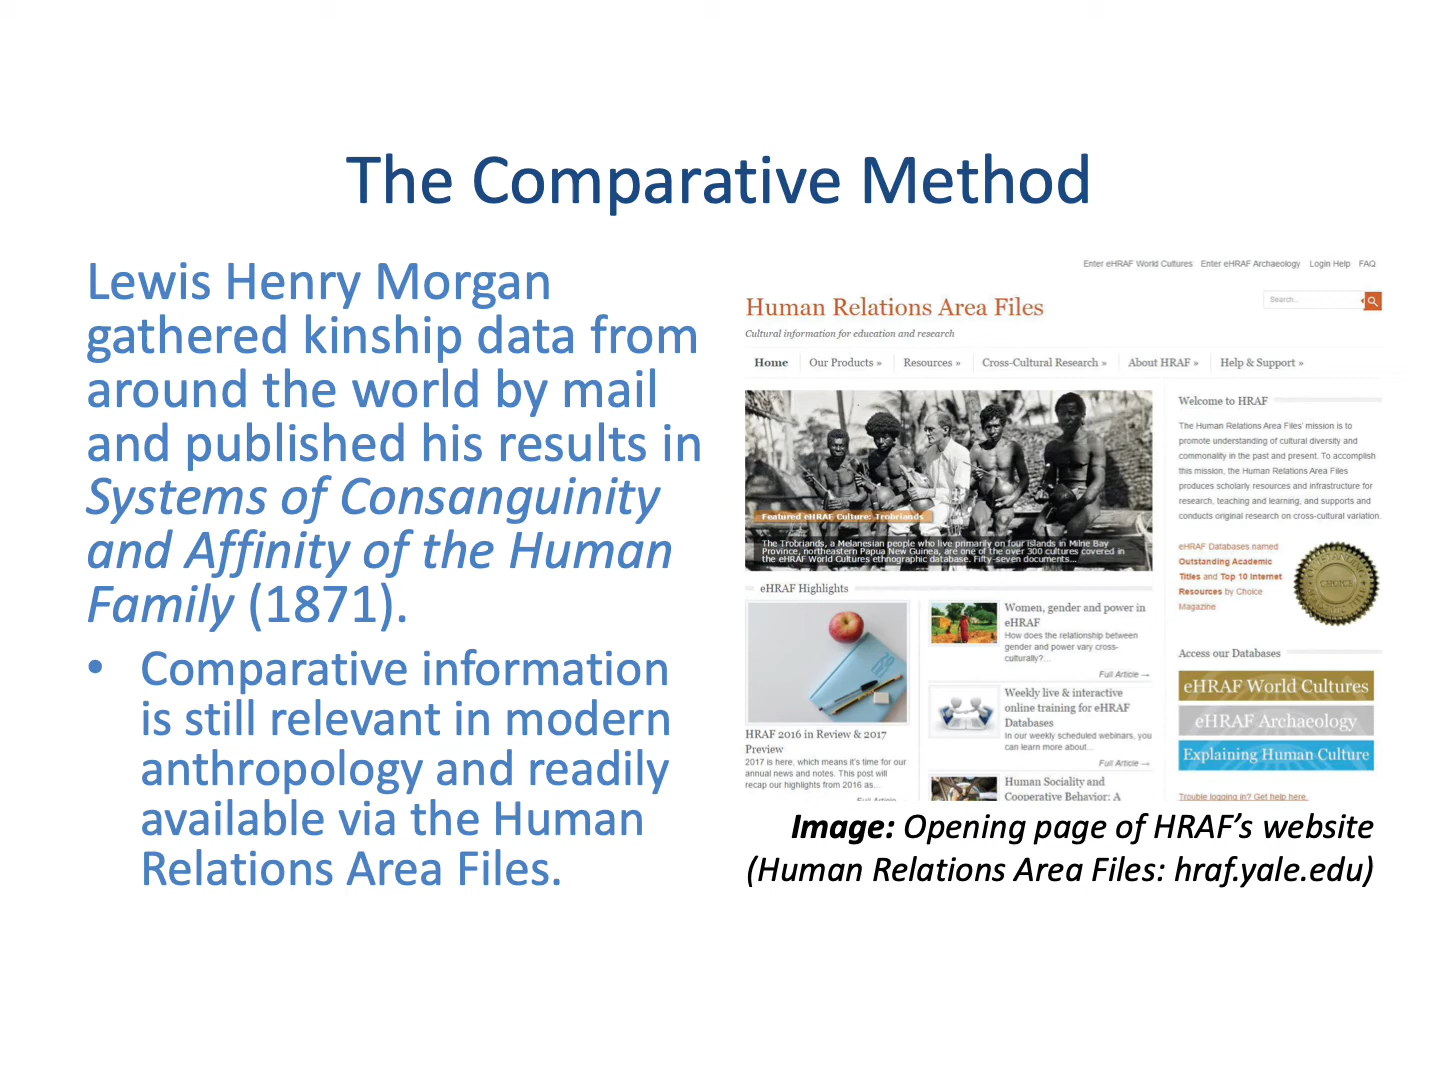 The Comparative Method
Lewis Henry Morgan
gathered kinship data from
around the world by mail
and published his results in
Systems of Consanguinity
and Affinity of the Human
Family (1871).
• Comparative information
is still relevant in modern
anthropology and readily
available via the Human
Relations Area Files.
Enter eHRAF World Cultures Enter eHRAF Archaeology Login Help FAQ
Human Relations Area Files
Search...
Cultural information for education and research
Home Our Products » Resources » Cross-Cultural Research » About HRAF » Help & Support »
Featured eHRAF Culture: Trobriands
The Trobriands, a Melanesian people who live primarily on four islands in Milne Bay
Province, northeastern Papua New Guinea, are one of the over 300 cultures covered in
the eHRAF World Cultures ethnographic database. Fifty-seven documents...
eHRAF Highlights
HRAF 2016 in Review & 2017
Preview
2017 is here, which means it's time for our
annual news and notes. This post will
recap our highlights from 2016 as...
Full Article
Women, gender and power in
eHRAF
How does the relationship between
gender and power vary cross-
culturally?...
Full Article →
Weekly live & interactive
online training for eHRAF
Databases
In our weekly scheduled webinars, you
can learn more about...
Full Article →
Human Sociality and
Cooperative Behavior: A
Welcome to HRAF
The Human Relations Area Files' mission is to
promote understanding of cultural diversity and
commonality in the past and present. To accomplish
this mission, the Human Relations Area Files
produces scholarly resources and infrastructure for
research, teaching and learning, and supports and
conducts original research on cross-cultural variation.
eHRAF Databases named
Outstanding Academic
Titles and Top 10 Internet
Resources by Choice
Magazine
CHOICE
Access our Databases
eHRAF World Cultures
eHRAF Archaeology
Explaining Human Culture
Trouble logging in? Get help here.
Image: Opening page of HRAF's website
(Human Relations Area Files: hraf.yale.edu)